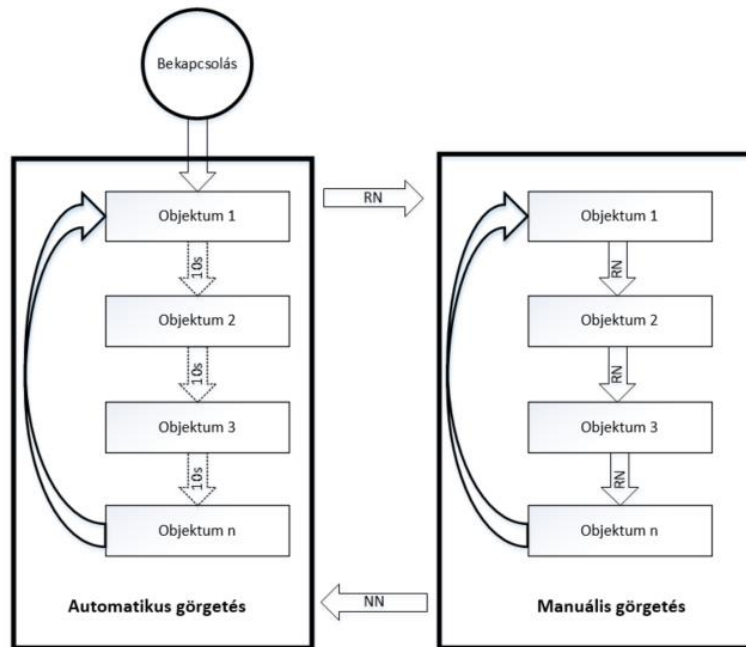 Bekapcsolás
Objektum 1
10s
Objektum 2
10s
Objektum 3
10s
Objektum n
Automatikus görgetés
RN
NN
Objektum 1
RN
Objektum 2
RN
Objektum 3
RN
Objektum n
Manuális görgetés